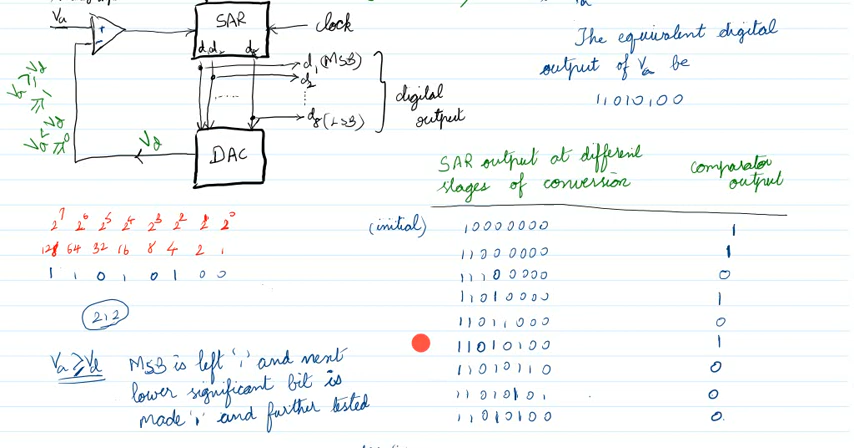 Va
SAR
clock
d1 d2 d8
d1 (MSB)
d2
d8 (LSB)
digital
output
DAC
Vd
Va ≥ Vd
⇒ 1
Va < Vd
⇒ 0
The equivalent digital
output of Va be
11010100
SAR output at different
stages of conversion
comparator
output
2^7 2^6 2^5 2^4 2^3 2^2 2 2^0
128 64 32 16 8 4 2 1
1 1 0 1 0 1 0 0
212
(initial) 10000000 1
11000000 1
11100000 0
11010000 1
11011000 0
11010100 1
11010110 0
11010101 0
11010100 0
Va ≥ Vd MSB is left '1' and next
lower significant bit is
made '1' and further tested